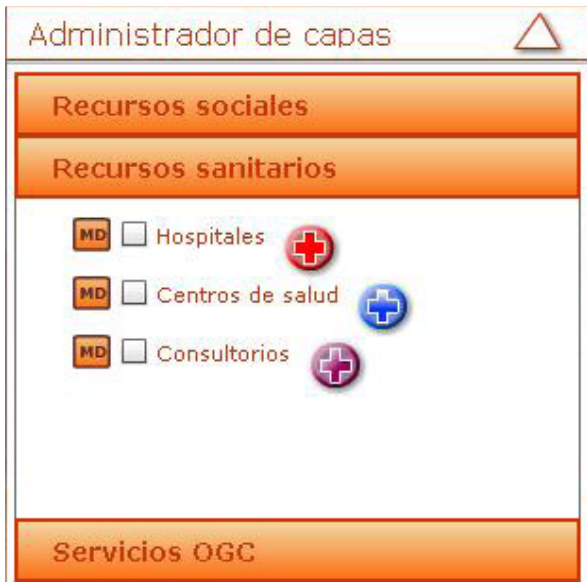 Administrador de capas
Recursos sociales
Recursos sanitarios
MD Hospitales
MD Centros de salud
MD Consultorios
Servicios OGC